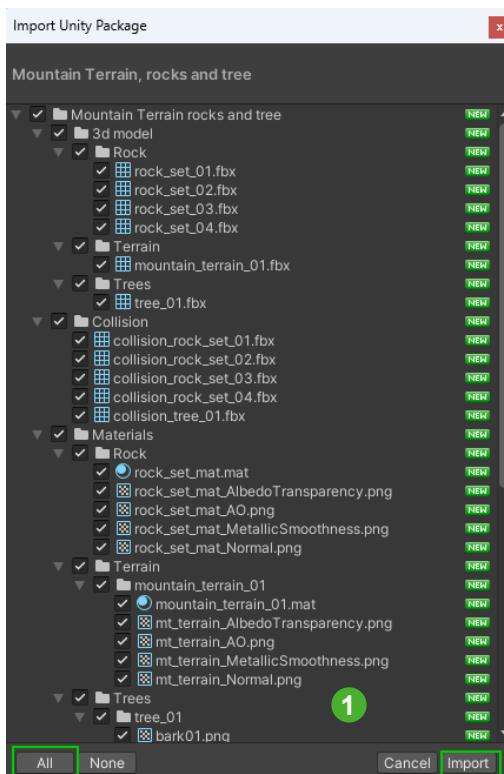 Import Unity Package
x
Mountain Terrain, rocks and tree
Mountain Terrain rocks and tree NEW
3d model NEW
Rock NEW
rock_set_01.fbx NEW
rock_set_02.fbx NEW
rock_set_03.fbx NEW
rock_set_04.fbx NEW
Terrain NEW
mountain_terrain_01.fbx NEW
Trees NEW
tree_01.fbx NEW
Collision NEW
collision_rock_set_01.fbx NEW
collision_rock_set_02.fbx NEW
collision_rock_set_03.fbx NEW
collision_rock_set_04.fbx NEW
collision_tree_01.fbx NEW
Materials NEW
Rock NEW
rock_set_mat.mat NEW
rock_set_mat_AlbedoTransparency.png NEW
rock_set_mat_AO.png NEW
rock_set_mat_MetallicSmoothness.png NEW
rock_set_mat_Normal.png NEW
Terrain NEW
mountain_terrain_01 NEW
mountain_terrain_01.mat NEW
mt_terrain_AlbedoTransparency.png NEW
mt_terrain_AO.png NEW
mt_terrain_MetallicSmoothness.png NEW
mt_terrain_Normal.png NEW
Trees NEW
1
tree_01 NEW
bark01.png NEW
All None Cancel Import